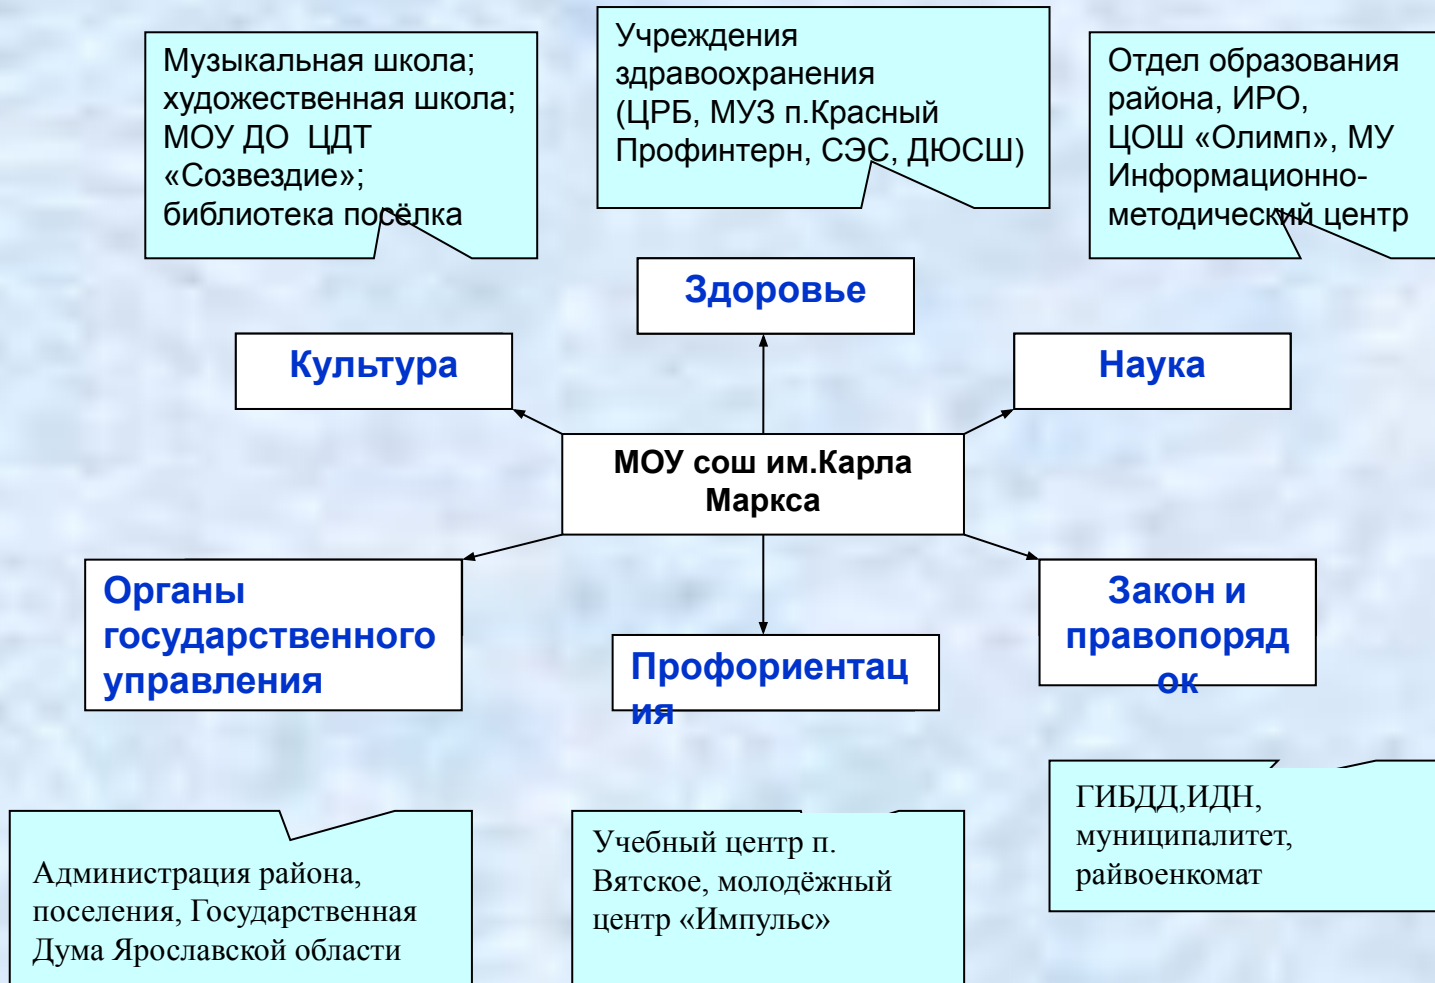 Музыкальная школа;
художественная школа;
МОУ ДО ЦДТ
«Созвездие»;
библиотека посёлка
Учреждения
здравоохранения
(ЦРБ, МУЗ п.Красный
Профинтерн, СЭС, ДЮСШ)
Отдел образования
района, ИРО,
ЦОШ «Олимп», МУ
Информационно-
методический центр
Здоровье
Культура
Наука
МОУ сош им.Карла
Маркса
Органы
государственного
управления
Профориентац
ия
Закон и
правопоряд
ок
Администрация района,
поселения, Государственная
Дума Ярославской области
Учебный центр п.
Вятское, молодёжный
центр «Импульс»
ГИБДД,ИДН,
муниципалитет,
райвоенкомат